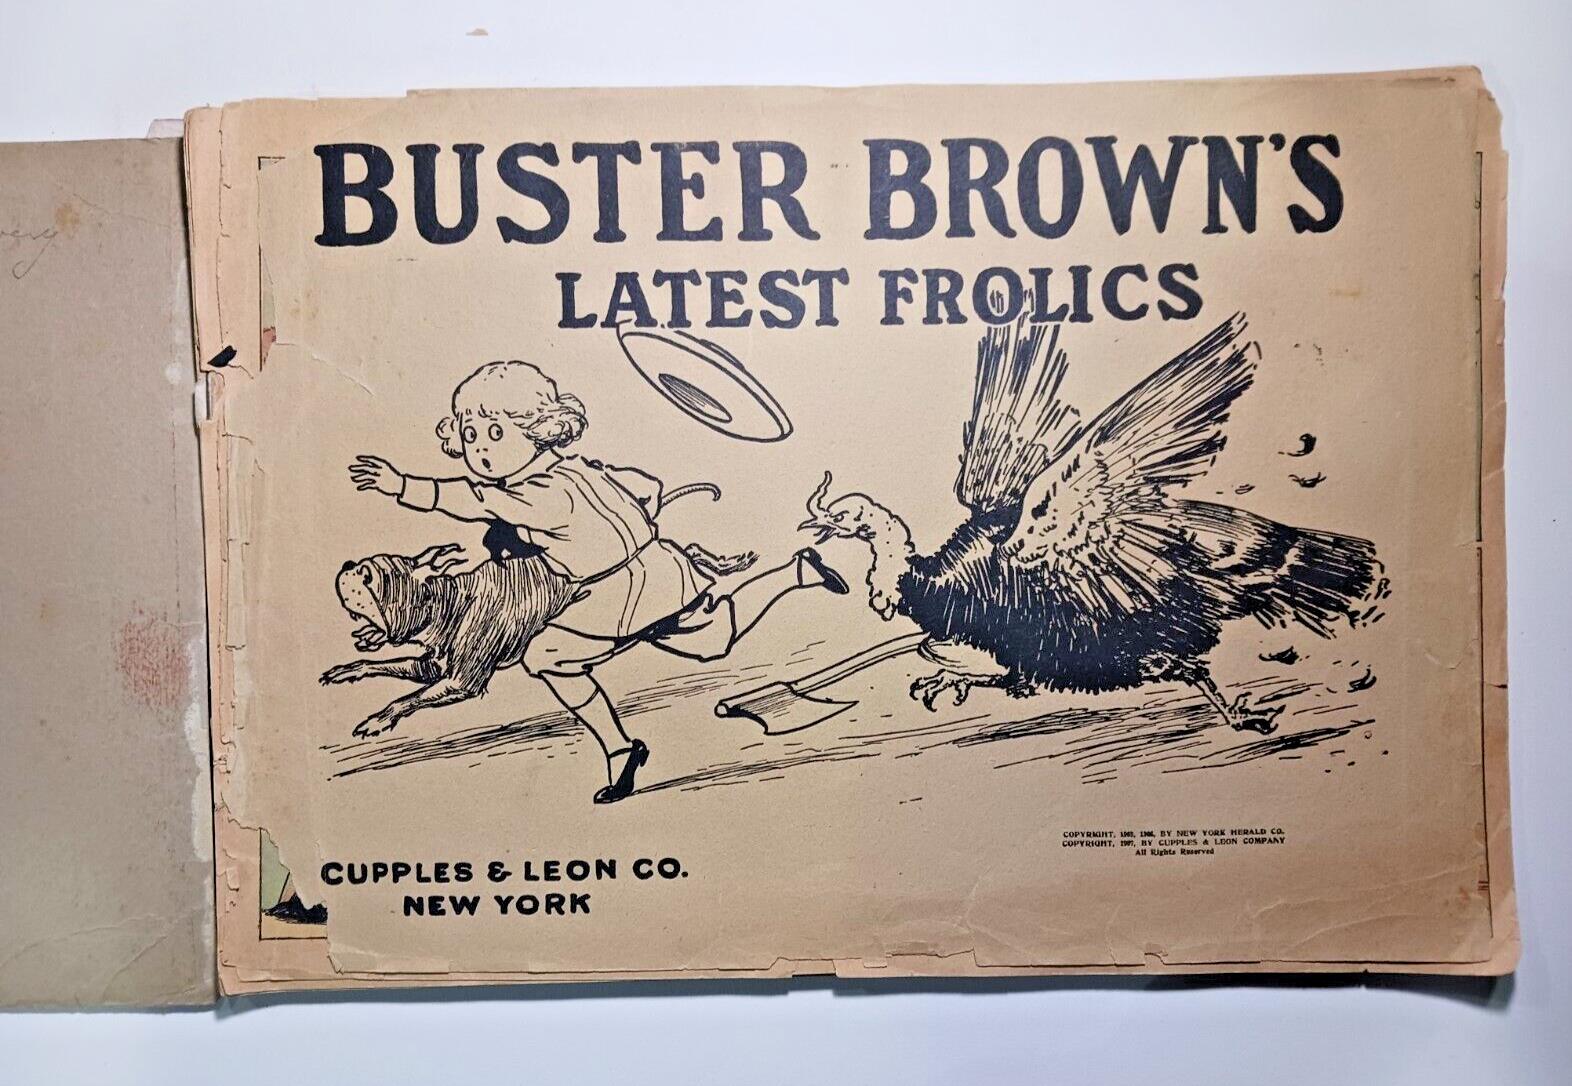 BUSTER BROWN'S
LATEST FROLICS
COPYRIGHT, 1905, 1906, BY NEW YORK HERALD CO.
COPYRIGHT, 1907, BY CUPPLES & LEON COMPANY
All Rights Reserved
CUPPLES & LEON CO.
NEW YORK